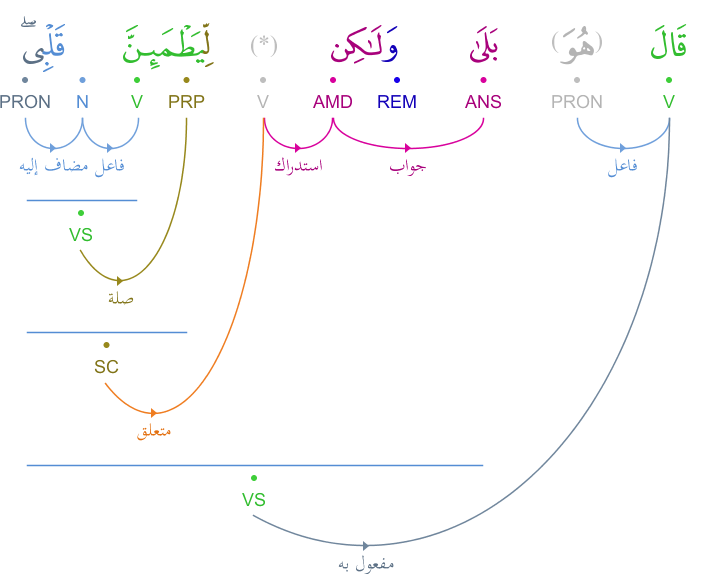 قَالَ (هُوَ) بَلَىٰ وَلَـٰكِن (*) لِّيَطْمَئِنَّ قَلْبِى ۖ
V PRON ANS REM AMD V PRP V N PRON
فاعل جواب استدراك فاعل مضاف إليه
VS
صلة
SC
متعلق
VS
مفعول به